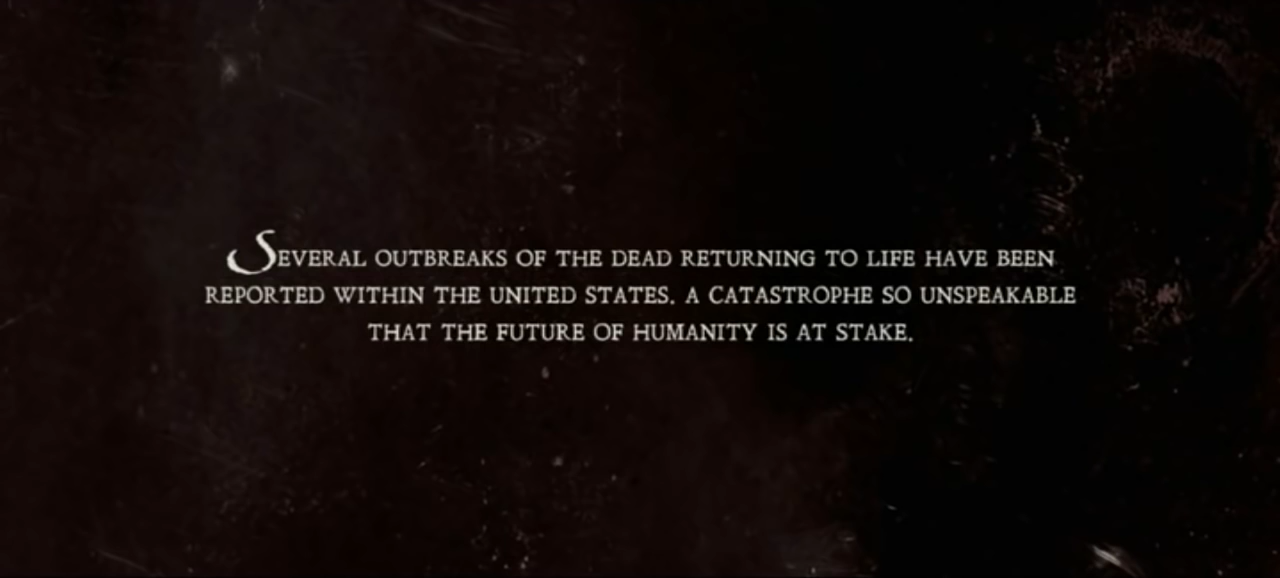 SEVERAL OUTBREAKS OF THE DEAD RETURNING TO LIFE HAVE BEEN
REPORTED WITHIN THE UNITED STATES. A CATASTROPHE SO UNSPEAKABLE
THAT THE FUTURE OF HUMANITY IS AT STAKE.